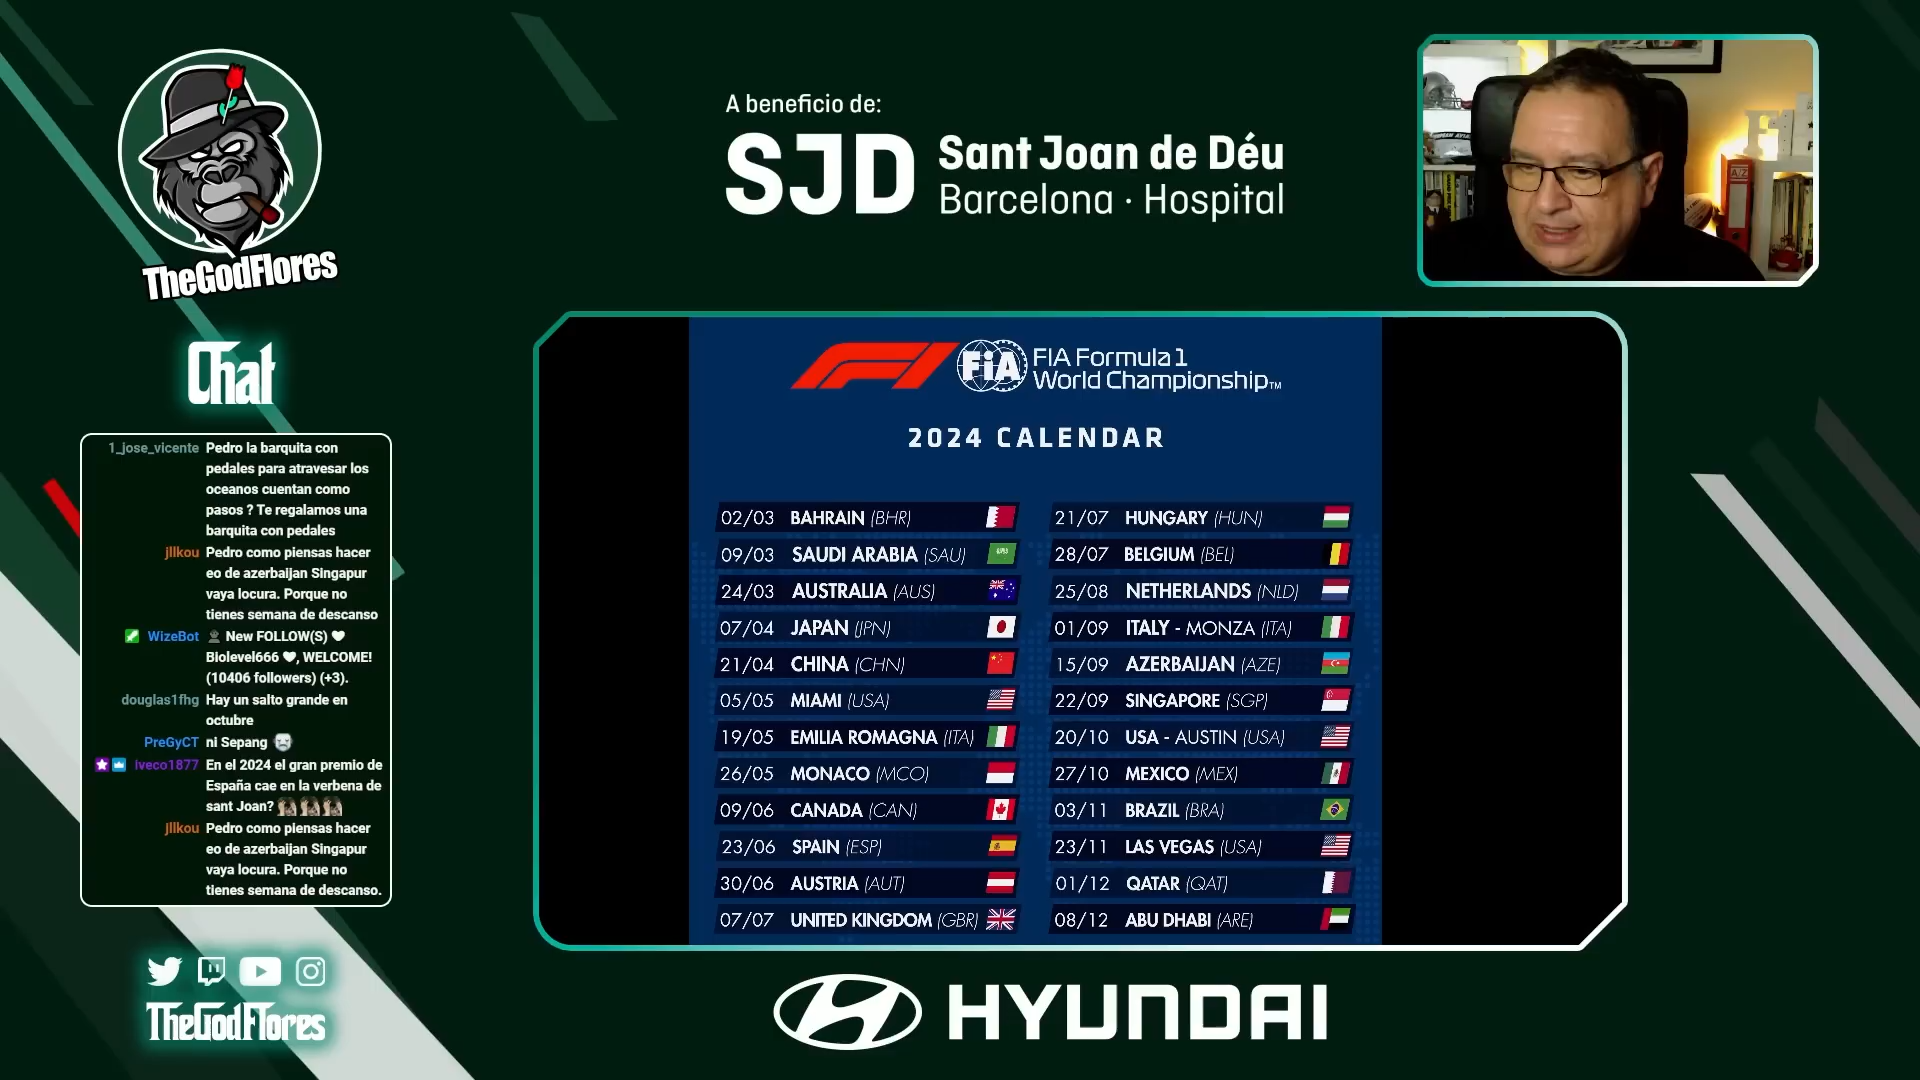 A beneficio de:
SJD Sant Joan de Déu
Barcelona · Hospital
TheGodFlores
Chat
1_jose_vicente Pedro la barquita con
pedales para atravesar los
oceanos cuentan como
pasos ? Te regalamos una
barquita con pedales
jllkou Pedro como piensas hacer
eo de azerbaijan Singapur
vaya locura. Porque no
tienes semana de descanso
WizeBot New FOLLOW(S)
Biolevel666, WELCOME!
(10406 followers) (+3).
douglas1fhg Hay un salto grande en
octubre
PreGyCT ni Sepang
iveco1877 En el 2024 el gran premio de
España cae en la verbena de
sant Joan?
jllkou Pedro como piensas hacer
eo de azerbaijan Singapur
vaya locura. Porque no
tienes semana de descanso.
TheGodFlores
F1 FIA FIA Formula 1
World Championship™
2024 CALENDAR
02/03 BAHRAIN (BHR)
09/03 SAUDI ARABIA (SAU)
24/03 AUSTRALIA (AUS)
07/04 JAPAN (JPN)
21/04 CHINA (CHN)
05/05 MIAMI (USA)
19/05 EMILIA ROMAGNA (ITA)
26/05 MONACO (MCO)
09/06 CANADA (CAN)
23/06 SPAIN (ESP)
30/06 AUSTRIA (AUT)
07/07 UNITED KINGDOM (GBR)
21/07 HUNGARY (HUN)
28/07 BELGIUM (BEL)
25/08 NETHERLANDS (NLD)
01/09 ITALY - MONZA (ITA)
15/09 AZERBAIJAN (AZE)
22/09 SINGAPORE (SGP)
20/10 USA - AUSTIN (USA)
27/10 MEXICO (MEX)
03/11 BRAZIL (BRA)
23/11 LAS VEGAS (USA)
01/12 QATAR (QAT)
08/12 ABU DHABI (ARE)
HYUNDAI
A/Z